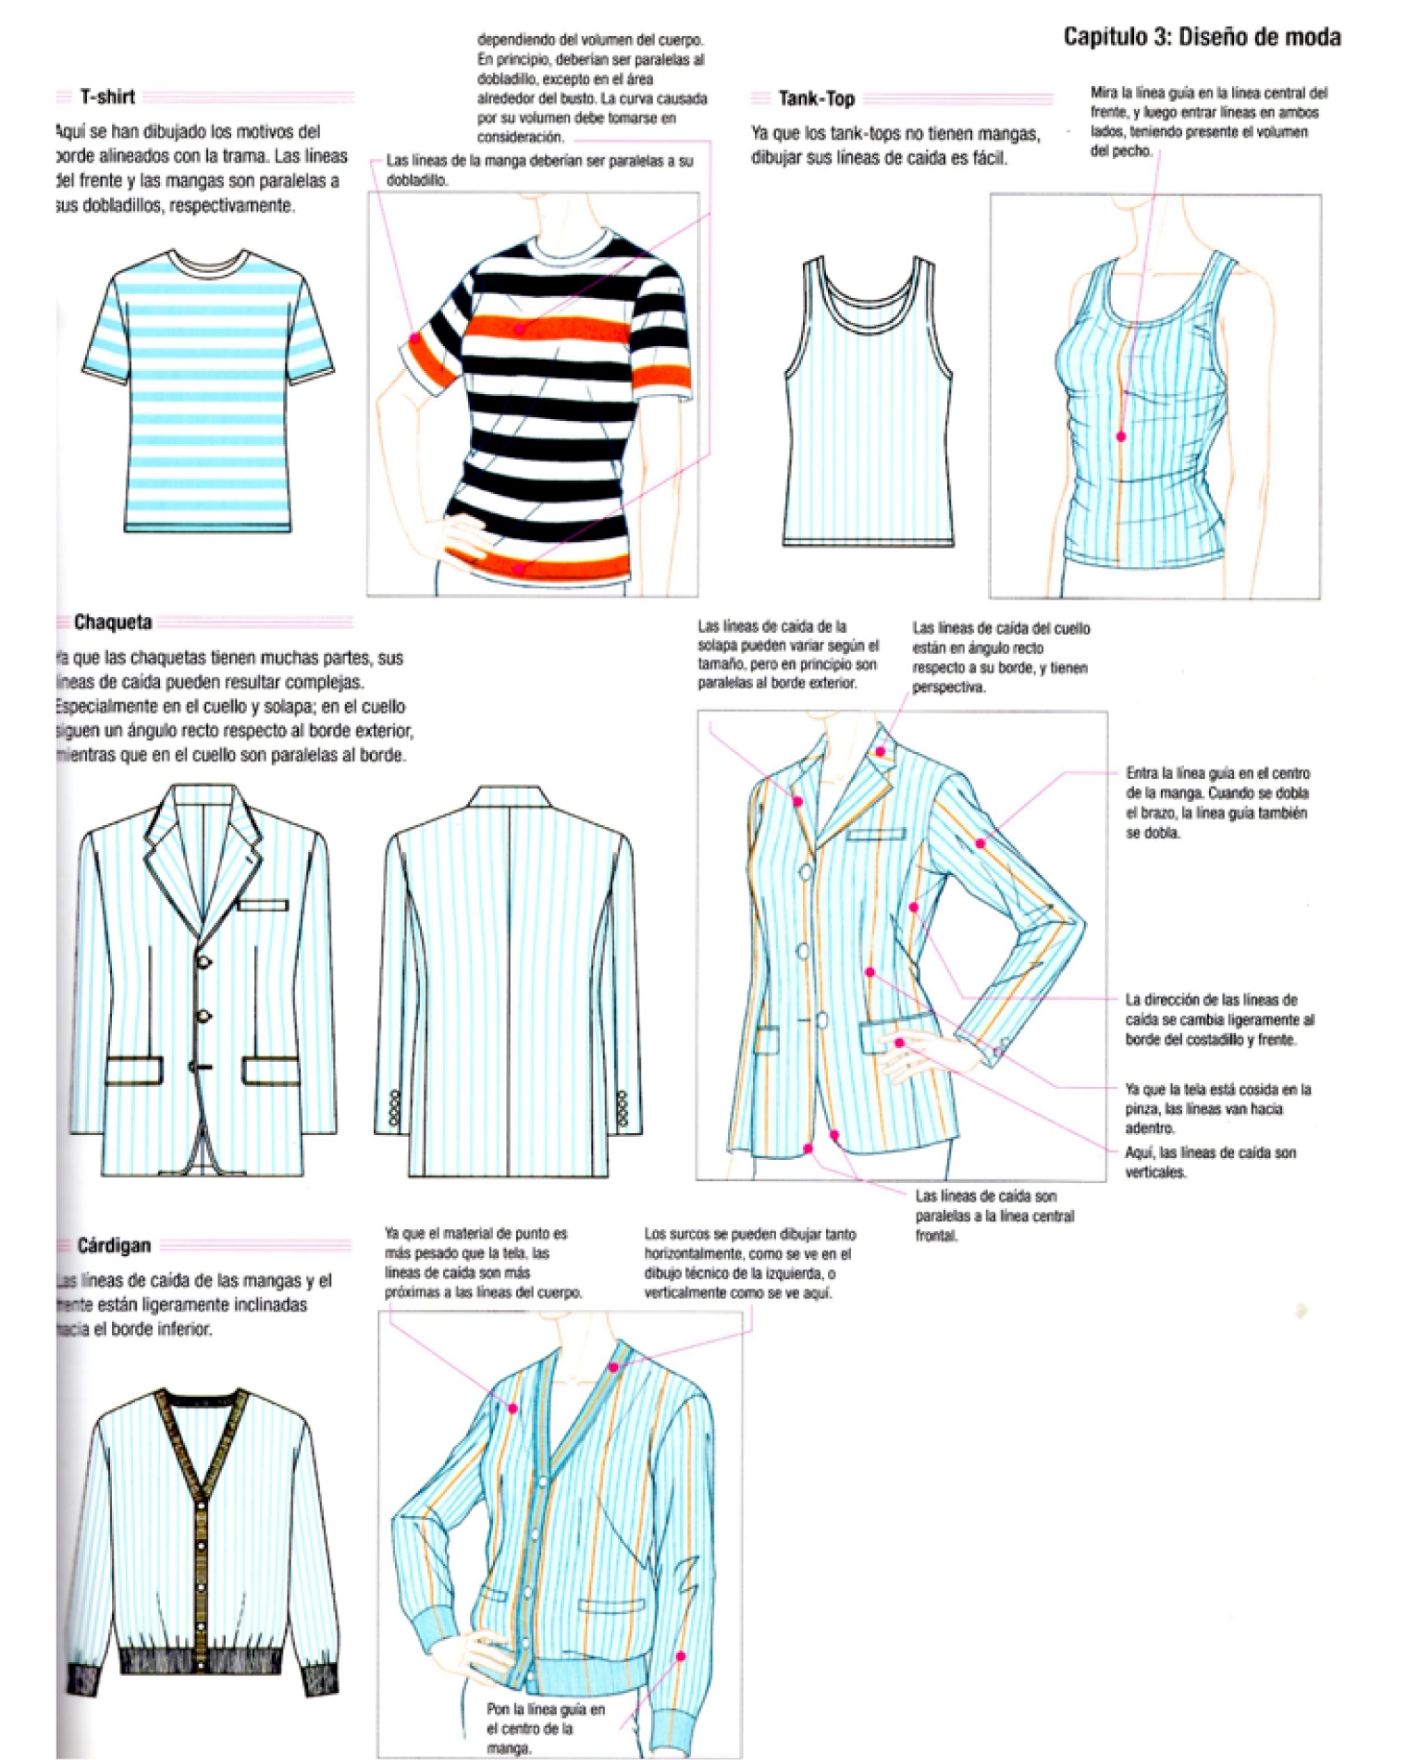 Capitulo 3: Diseño de moda
T-shirt
Aquí se han dibujado los motivos del
borde alineados con la trama. Las líneas
del frente y las mangas son paralelas a
sus dobladillos, respectivamente.
dependiendo del volumen del cuerpo.
En principio, deberían ser paralelas al
dobladillo, excepto en el área
alrededor del busto. La curva causada
por su volumen debe tomarse en
consideración.
Las líneas de la manga deberían ser paralelas a su
dobladillo.
Tank-Top
Ya que los tank-tops no tienen mangas,
dibujar sus líneas de caída es fácil.
Mira la línea guía en la línea central del
frente, y luego entrar líneas en ambos
lados, teniendo presente el volumen
del pecho.
Chaqueta
Ya que las chaquetas tienen muchas partes, sus
líneas de caída pueden resultar complejas.
Especialmente en el cuello y solapa; en el cuello
siguen un ángulo recto respecto al borde exterior,
mientras que en el cuello son paralelas al borde.
Las líneas de caída de la
solapa pueden variar según el
tamaño, pero en principio son
paralelas al borde exterior.
Las líneas de caída del cuello
están en ángulo recto
respecto a su borde, y tienen
perspectiva.
Entra la línea guía en el centro
de la manga. Cuando se dobla
el brazo, la línea guía también
se dobla.
La dirección de las líneas de
caída se cambia ligeramente al
borde del costadillo y frente.
Ya que la tela está cosida en la
pinza, las líneas van hacia
adentro.
Aquí, las líneas de caída son
verticales.
Las líneas de caída son
paralelas a la línea central
frontal.
Cárdigan
Las líneas de caída de las mangas y el
frente están ligeramente inclinadas
hacia el borde inferior.
Ya que el material de punto es
más pesado que la tela, las
líneas de caída son más
próximas a las líneas del cuerpo.
Los surcos se pueden dibujar tanto
horizontalmente, como se ve en el
dibujo técnico de la izquierda, o
verticalmente como se ve aquí.
Pon la línea guía en
el centro de la
manga.